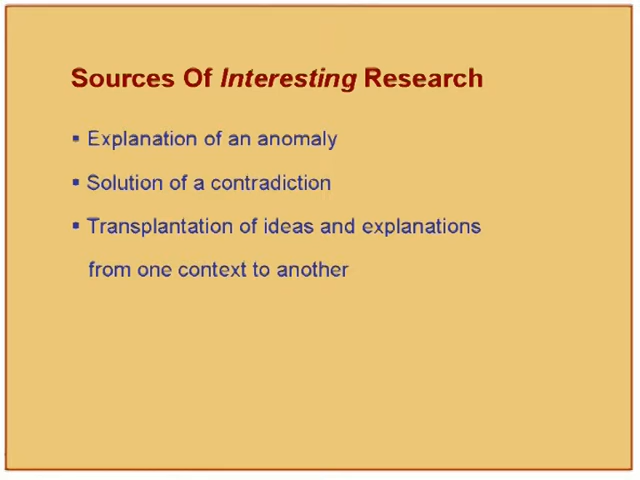 Sources Of Interesting Research
▪ Explanation of an anomaly
▪ Solution of a contradiction
▪ Transplantation of ideas and explanations
from one context to another